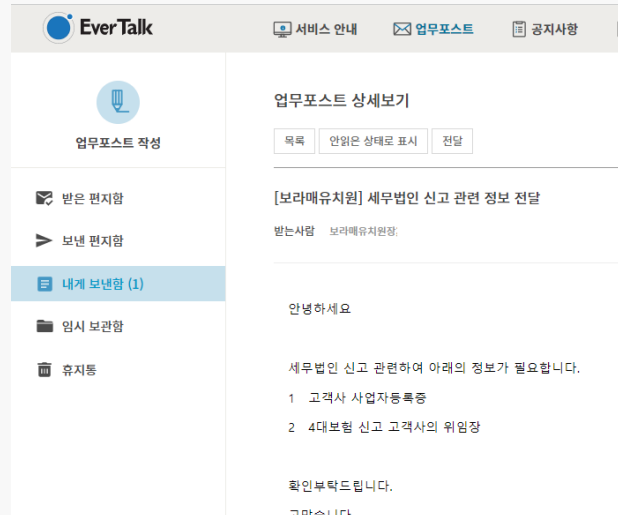 EverTalk
서비스 안내
업무포스트
공지사항
업무포스트 작성
받은 편지함
보낸 편지함
내게 보낸함 (1)
임시 보관함
휴지통
업무포스트 상세보기
목록
안읽은 상태로 표시
전달
[보라매유치원] 세무법인 신고 관련 정보 전달
받는사람 보라매유치원장;
안녕하세요
세무법인 신고 관련하여 아래의 정보가 필요합니다.
1 고객사 사업자등록증
2 4대보험 신고 고객사의 위임장
확인부탁드립니다.
고맙습니다